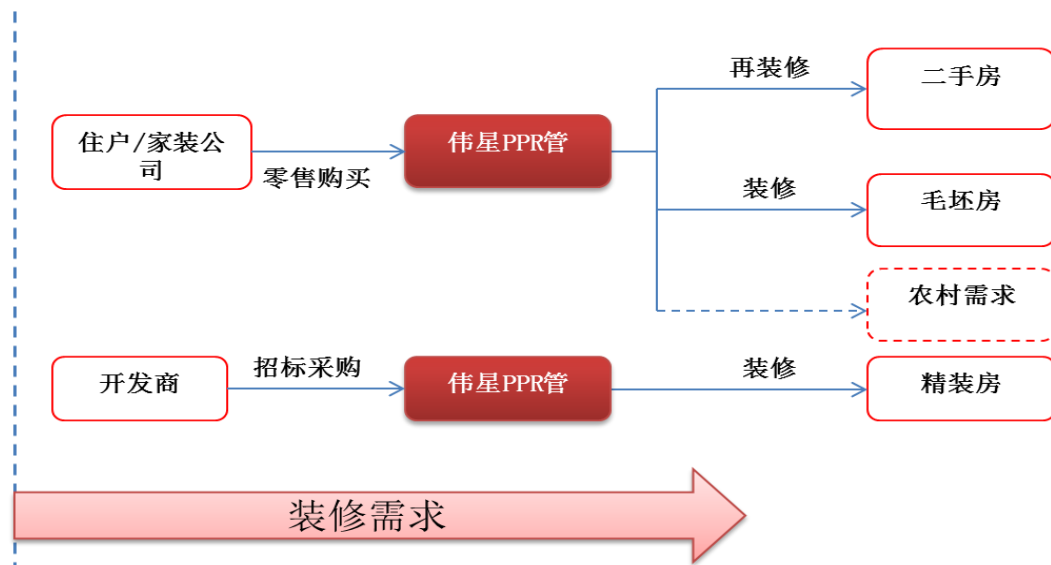 再装修
二手房
住户/家装公
司
伟星PPR管
零售购买
装修
毛坯房
农村需求
开发商
招标采购
伟星PPR管
装修
精装房
装修需求